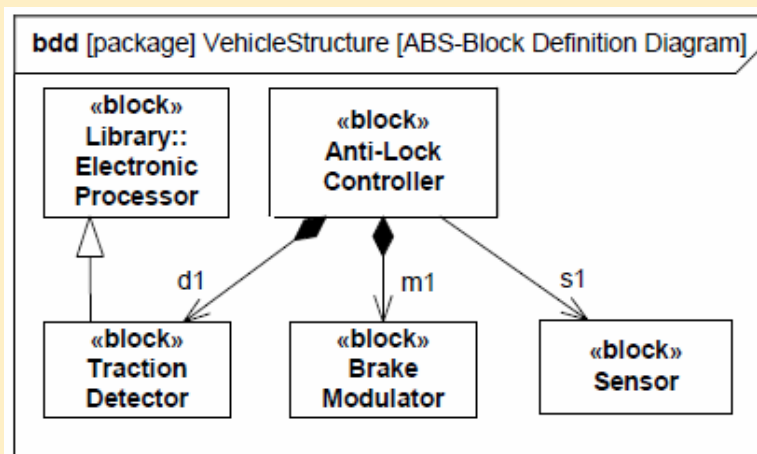 bdd [package] VehicleStructure [ABS-Block Definition Diagram]
«block»
Library::
Electronic
Processor
«block»
Anti-Lock
Controller
d1
m1
s1
«block»
Traction
Detector
«block»
Brake
Modulator
«block»
Sensor